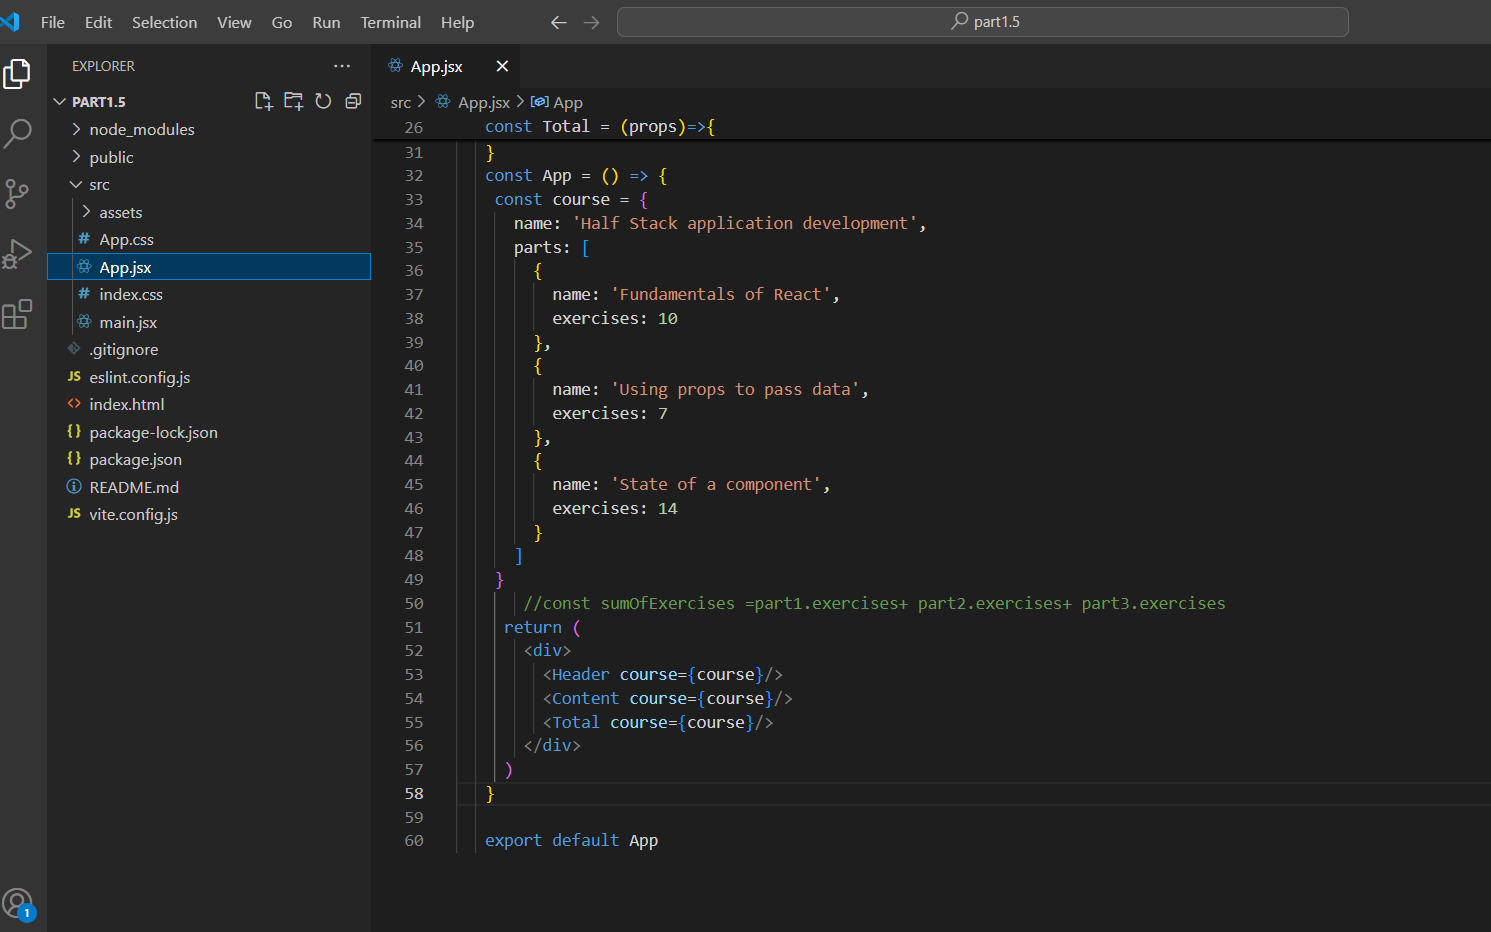 File Edit Selection View Go Run Terminal Help
part1.5
EXPLORER
PART1.5
node_modules
public
src
assets
# App.css
App.jsx
# index.css
main.jsx
.gitignore
JS eslint.config.js
<> index.html
{} package-lock.json
{} package.json
README.md
JS vite.config.js
1
App.jsx
src > App.jsx > App
26 const Total = (props)=>{
31 }
32 const App = () => {
33 const course = {
34 name: 'Half Stack application development',
35 parts: [
36 {
37 name: 'Fundamentals of React',
38 exercises: 10
39 },
40 {
41 name: 'Using props to pass data',
42 exercises: 7
43 },
44 {
45 name: 'State of a component',
46 exercises: 14
47 }
48 ]
49 }
50 //const sumOfExercises =part1.exercises+ part2.exercises+ part3.exercises
51 return (
52 <div>
53 <Header course={course}/>
54 <Content course={course}/>
55 <Total course={course}/>
56 </div>
57 )
58 }
59
60 export default App